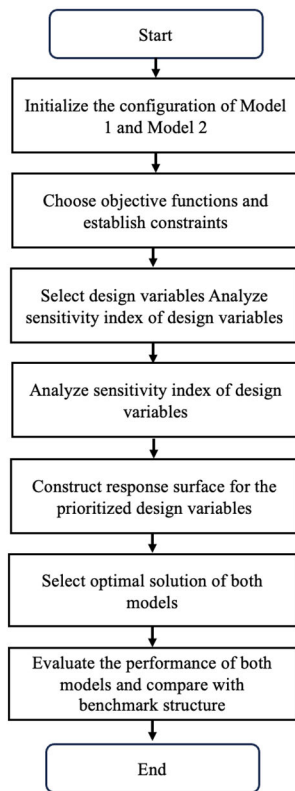 Start
Initialize the configuration of Model
1 and Model 2
Choose objective functions and
establish constraints
Select design variables Analyze
sensitivity index of design variables
Analyze sensitivity index of design
variables
Construct response surface for the
prioritized design variables
Select optimal solution of both
models
Evaluate the performance of both
models and compare with
benchmark structure
End